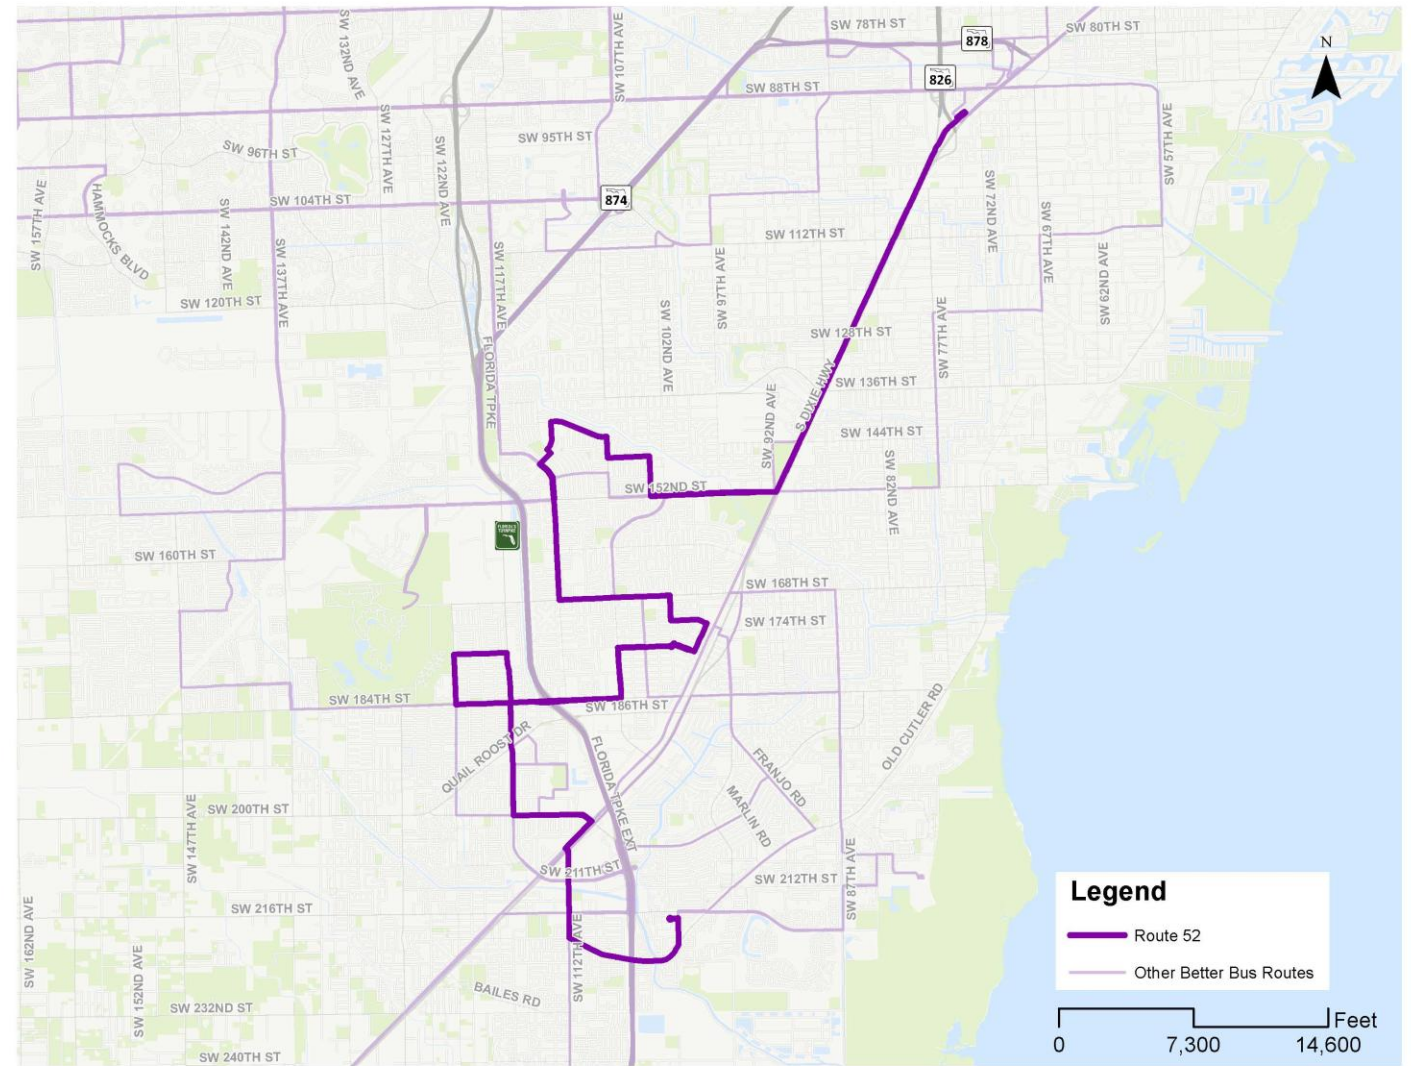 SW 78TH ST
SW 80TH ST
878
826
N
SW 132ND AVE
SW 107TH AVE
SW 88TH ST
SW 127TH AVE
SW 122ND AVE
SW 95TH ST
SW 96TH ST
SW 57TH AVE
SW 157TH AVE
HAMMOCKS BLVD
SW 142ND AVE
SW 104TH ST
874
SW 137TH AVE
SW 117TH AVE
SW 112TH ST
SW 97TH AVE
SW 72ND AVE
SW 67TH AVE
SW 62ND AVE
SW 120TH ST
SW 102ND AVE
SW 128TH ST
SW 77TH AVE
FLORIDA TPKE
SW 136TH ST
S DIXIE HWY
SW 92ND AVE
SW 144TH ST
SW 82ND AVE
SW 152ND ST
SW 160TH ST
SW 168TH ST
SW 174TH ST
SW 184TH ST
SW 186TH ST
QUAIL ROOST DR
FLORIDA TPKE EXT
FRANJO RD
MARLIN RD
OLD CUTLER RD
SW 147TH AVE
SW 200TH ST
SW 211TH ST
SW 212TH ST
SW 87TH AVE
SW 216TH ST
SW 162ND AVE
SW 152ND AVE
SW 112TH AVE
BAILES RD
SW 232ND ST
SW 240TH ST
Legend
Route 52
Other Better Bus Routes
Feet
0 7,300 14,600